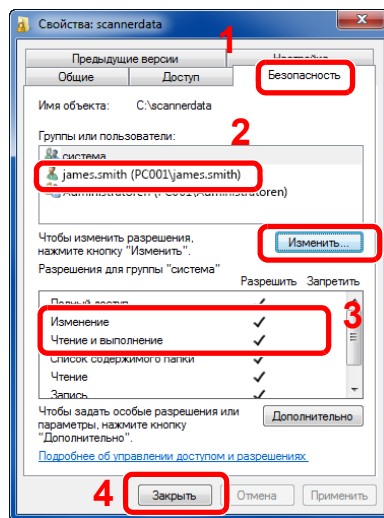 Свойства: scannerdata
1
Предыдущие версии Настройка
Общие Доступ Безопасность
Имя объекта: C:\scannerdata
Группы или пользователи:
2
система
james.smith (PC001\james.smith)
Administratoren (PC001\Administratoren)
Чтобы изменить разрешения,
нажмите кнопку "Изменить".
Изменить...
Разрешения для группы "система"
Разрешить Запретить
Полный доступ
3
Изменение
Чтение и выполнение
Список содержимого папки
Чтение
Запись
Чтобы задать особые разрешения или
параметры, нажмите кнопку
"Дополнительно".
Дополнительно
Подробнее об управлении доступом и разрешениях
4
Закрыть Отмена Применить